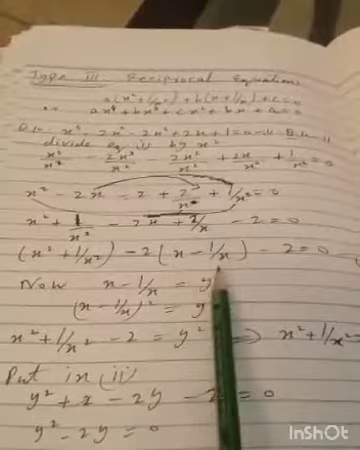 Type III Reciprocal Equations
a(x²+1/x²)+b(x+1/x)+c=0
or ax⁴+bx³+cx²+bx+a=0
x⁴-2x³-2x²+2x+1=0
divide eq ii by x²
x⁴/x² 2x³/x² 2x²/x² + 2x/x² + 1/x² = 0
x² - 2x - 2 + 2/x + 1/x² = 0
x² + 1/x² - 2x + 2/x - 2 = 0
(x² + 1/x²) - 2(x - 1/x) - 2 = 0
Now x - 1/x = y
(x - 1/x)² = y
x² + 1/x² - 2 = y² ⇒ x² + 1/x² =
Put in (ii)
y² + 2 - 2y - 2 = 0
y² - 2y = 0
InShOt